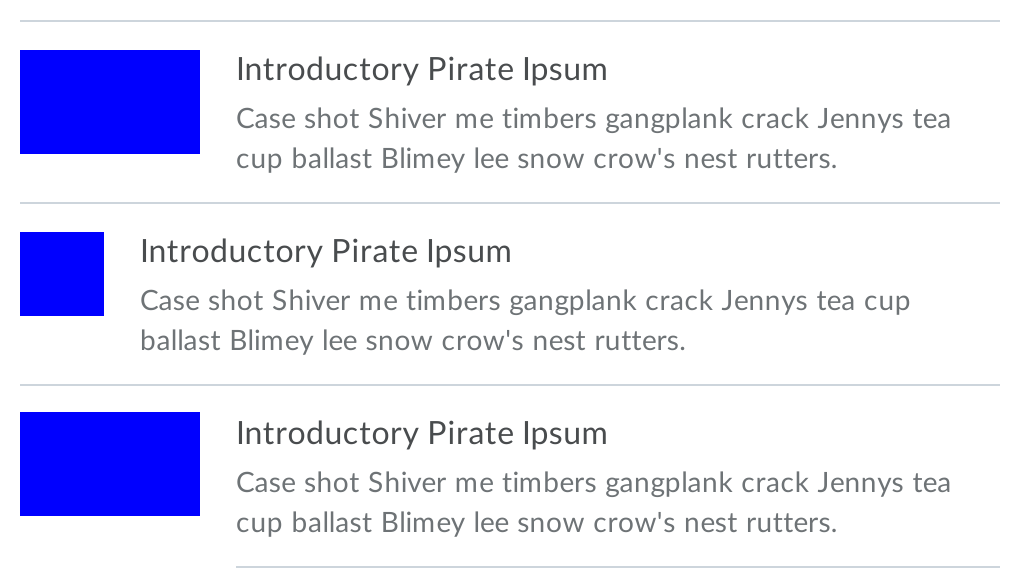 Introductory Pirate Ipsum
Case shot Shiver me timbers gangplank crack Jennys tea
cup ballast Blimey lee snow crow's nest rutters.
Introductory Pirate Ipsum
Case shot Shiver me timbers gangplank crack Jennys tea cup
ballast Blimey lee snow crow's nest rutters.
Introductory Pirate Ipsum
Case shot Shiver me timbers gangplank crack Jennys tea
cup ballast Blimey lee snow crow's nest rutters.